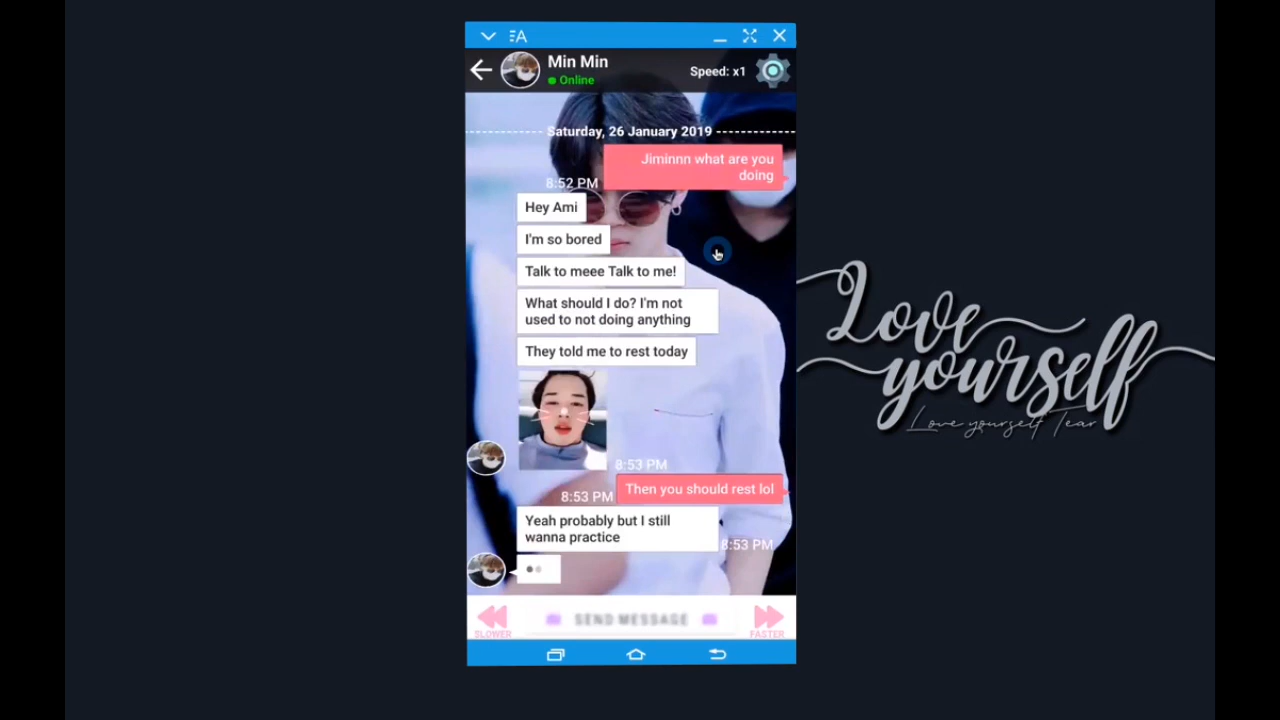 Min Min
Online
Speed: x1
Saturday, 26 January 2019
Jiminnn what are you
doing
8:52 PM
Hey Ami
I'm so bored
Talk to meee Talk to me!
What should I do? I'm not
used to not doing anything
They told me to rest today
8:53 PM
Then you should rest lol
8:53 PM
Yeah probably but I still
wanna practice
8:53 PM
SLOWER
SEND MESSAGE
FASTER
Love
yourself
Love yourself Tear